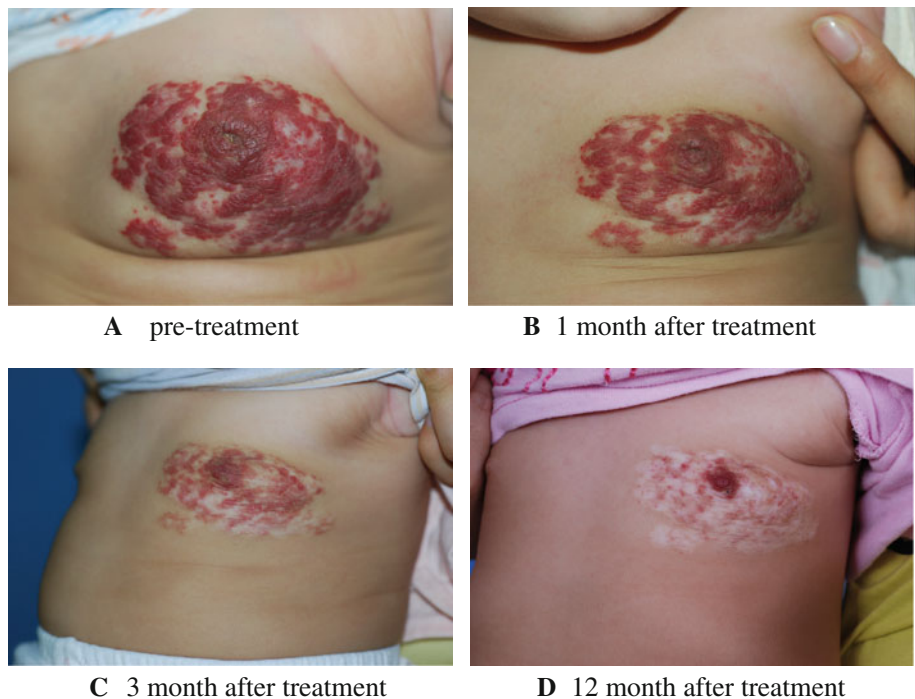 A pre-treatment
B 1 month after treatment
C 3 month after treatment
D 12 month after treatment